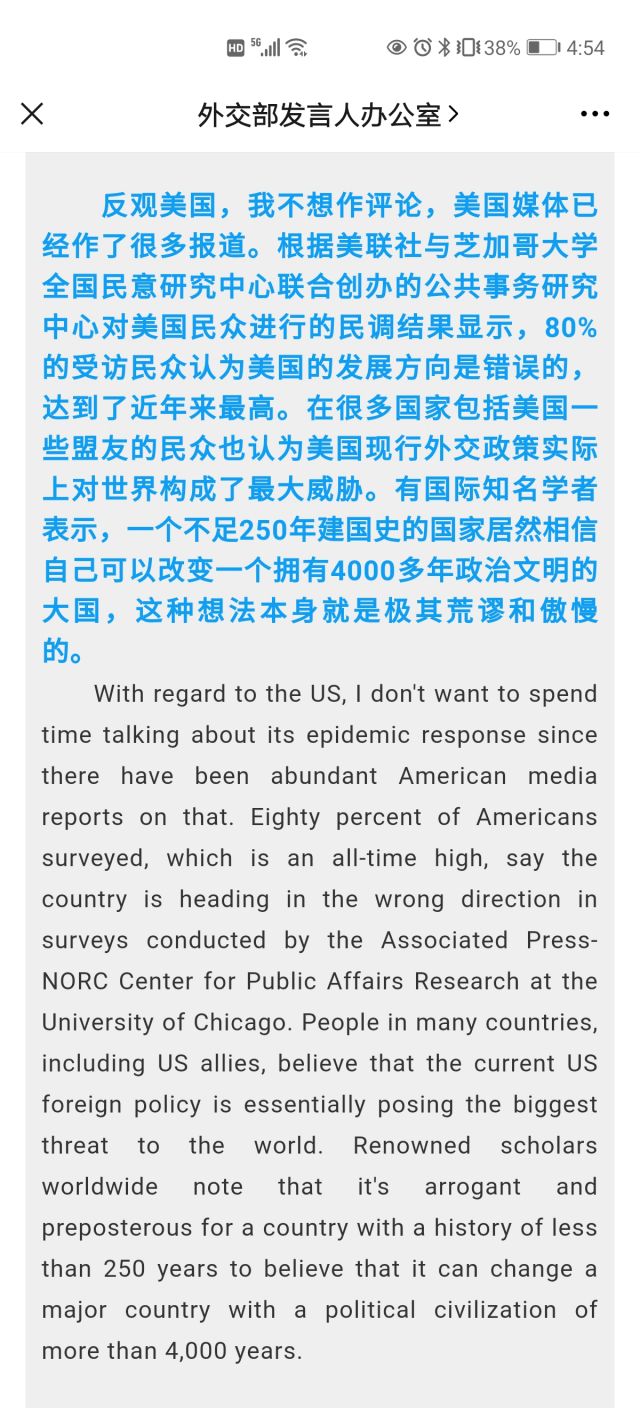 HD 5G 38% 4:54
外交部发言人办公室
反观美国，我不想作评论，美国媒体已
经作了很多报道。根据美联社与芝加哥大学
全国民意研究中心联合创办的公共事务研究
中心对美国民众进行的民调结果显示，80%
的受访民众认为美国的发展方向是错误的，
达到了近年来最高。在很多国家包括美国一
些盟友的民众也认为美国现行外交政策实际
上对世界构成了最大威胁。有国际知名学者
表示，一个不足250年建国史的国家居然相信
自己可以改变一个拥有4000多年政治文明的
大国，这种想法本身就是极其荒谬和傲慢
的。
With regard to the US, I don't want to spend
time talking about its epidemic response since
there have been abundant American media
reports on that. Eighty percent of Americans
surveyed, which is an all-time high, say the
country is heading in the wrong direction in
surveys conducted by the Associated Press-
NORC Center for Public Affairs Research at the
University of Chicago. People in many countries,
including US allies, believe that the current US
foreign policy is essentially posing the biggest
threat to the world. Renowned scholars
worldwide note that it's arrogant and
preposterous for a country with a history of less
than 250 years to believe that it can change a
major country with a political civilization of
more than 4,000 years.